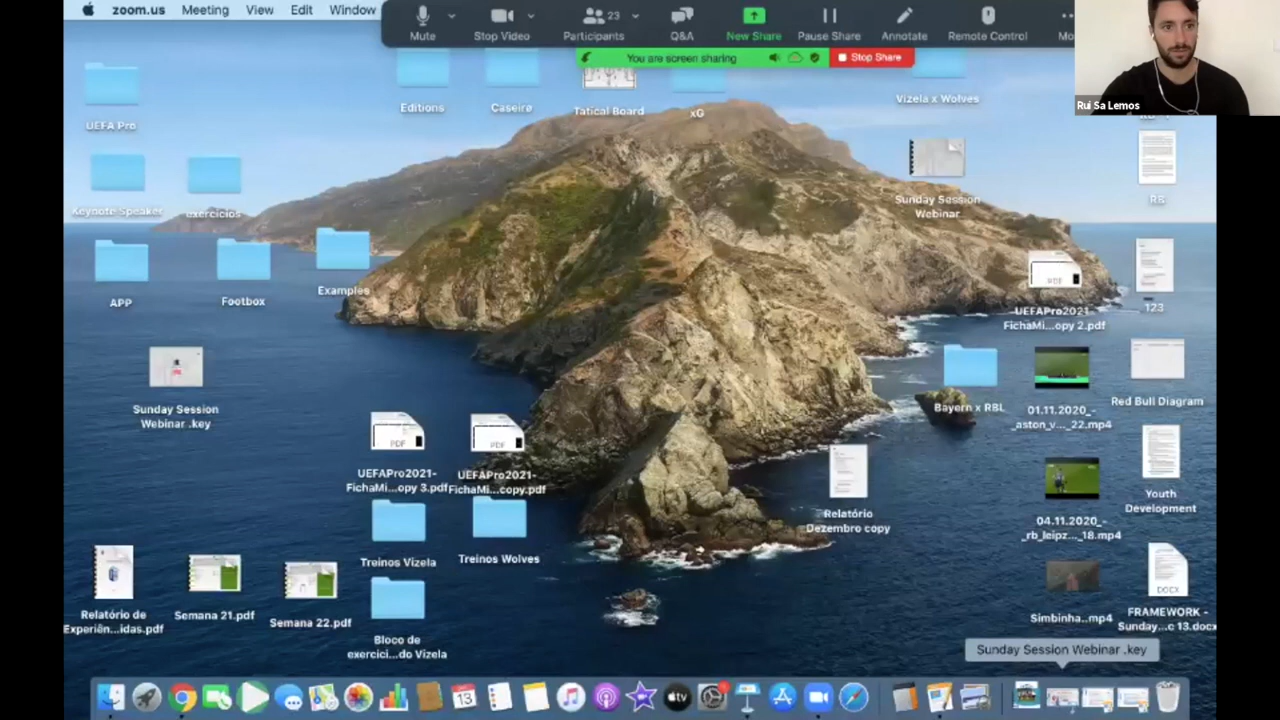 zoom.us Meeting View Edit Window
23
Mute Stop Video Participants Q&A New Share Pause Share Annotate Remote Control
You are screen sharing Stop Share
Rui Sa Lemos
UEFA Pro
Editions
Caseiro
Tatical Board
xG
Vizela x Wolves
Keynote Speaker
exercicios
Sunday Session
Webinar
RB
APP
Footbox
Examples
UEFAPro2021-
FichaMi...opy 2.pdf
123
Sunday Session
Webinar .key
Bayern x RBL
01.11.2020_-
_aston_v..._22.mp4
Red Bull Diagram
PDF
PDF
UEFAPro2021-
FichaMi...opy 3.pdf
UEFAPro2021-
FichaMi...copy.pdf
Relatório
Dezembro copy
04.11.2020_-
_rb_leipz..._18.mp4
Youth
Development
Treinos Vizela
Treinos Wolves
Relatório de
Experiên...idas.pdf
Semana 21.pdf
Semana 22.pdf
Bloco de
exercici...do Vizela
Simbinha..mp4
DOCX
FRAMEWORK -
Sunday...c 13.docx
Sunday Session Webinar .key
13
tv